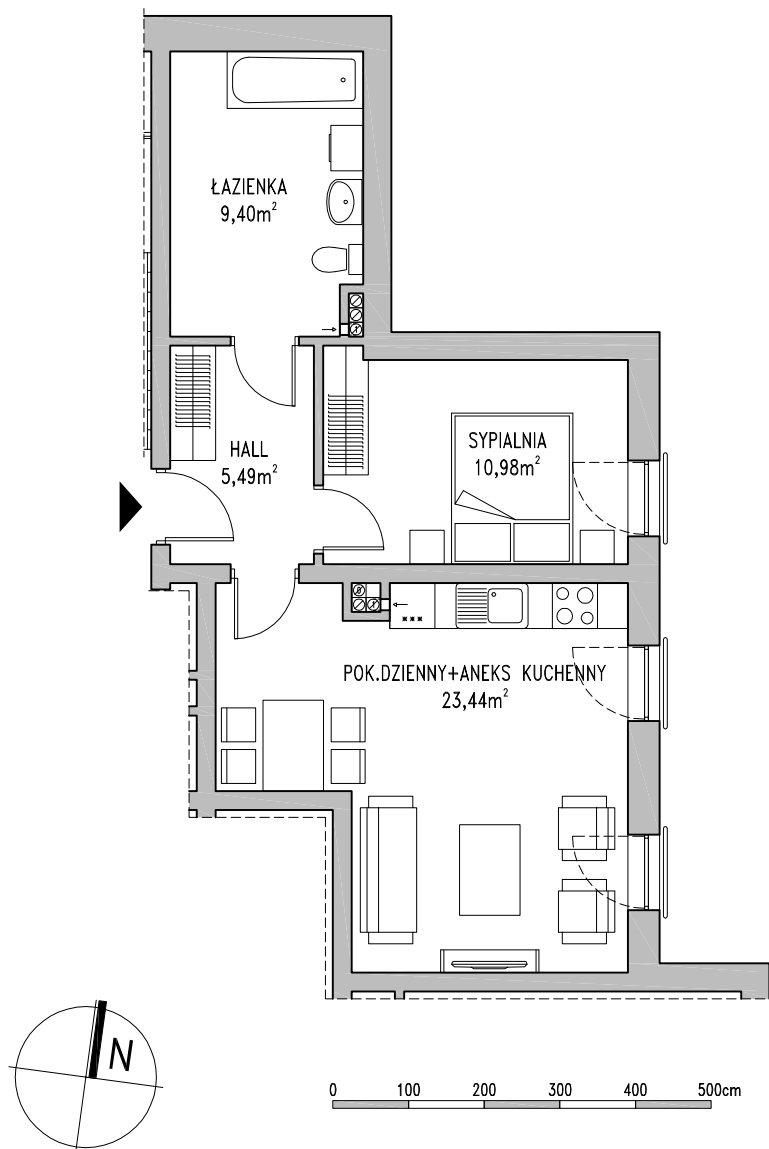 ŁAZIENKA
9,40m²
HALL
5,49m²
SYPIALNIA
10,98m²
POK.DZIENNY+ANEKS KUCHENNY
23,44m²
N
0 100 200 300 400 500cm